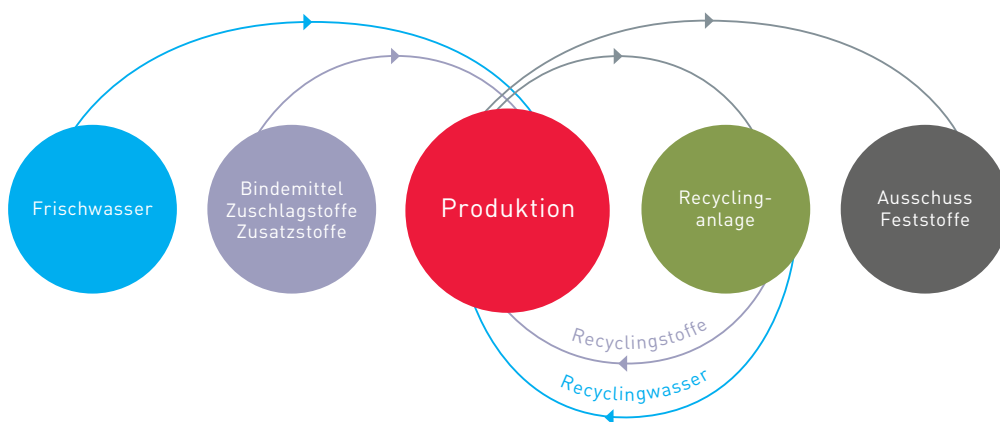 Frischwasser
Bindemittel
Zuschlagstoffe
Zusatzstoffe
Produktion
Recycling-
anlage
Ausschuss
Feststoffe
Recyclingstoffe
Recyclingwasser